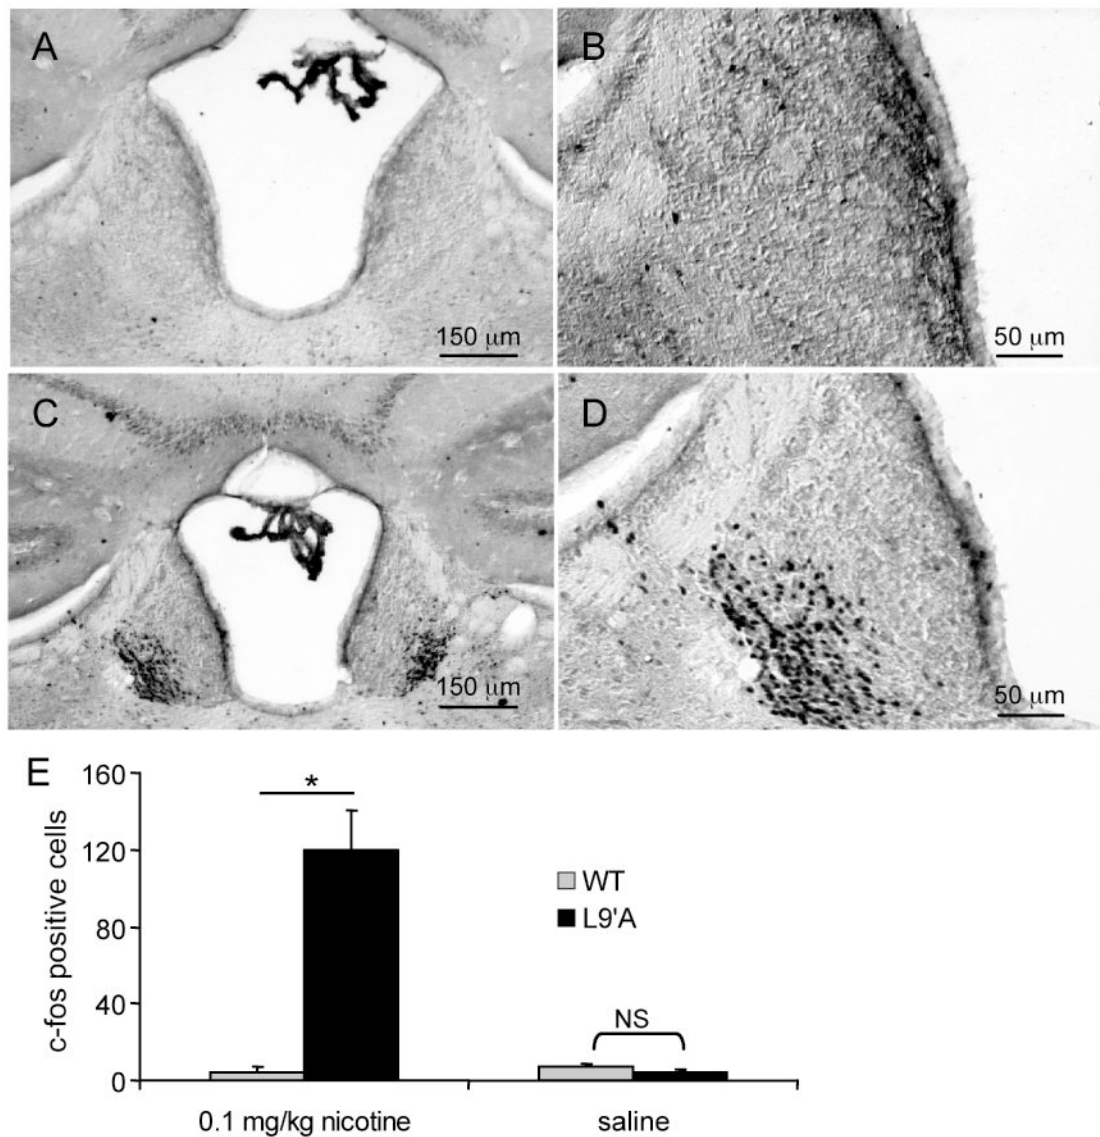 A
B
150 μm
50 μm
C
D
150 μm
50 μm
E
160
*
120
80
40
0
c-fos positive cells
WT
L9'A
NS
0.1 mg/kg nicotine
saline